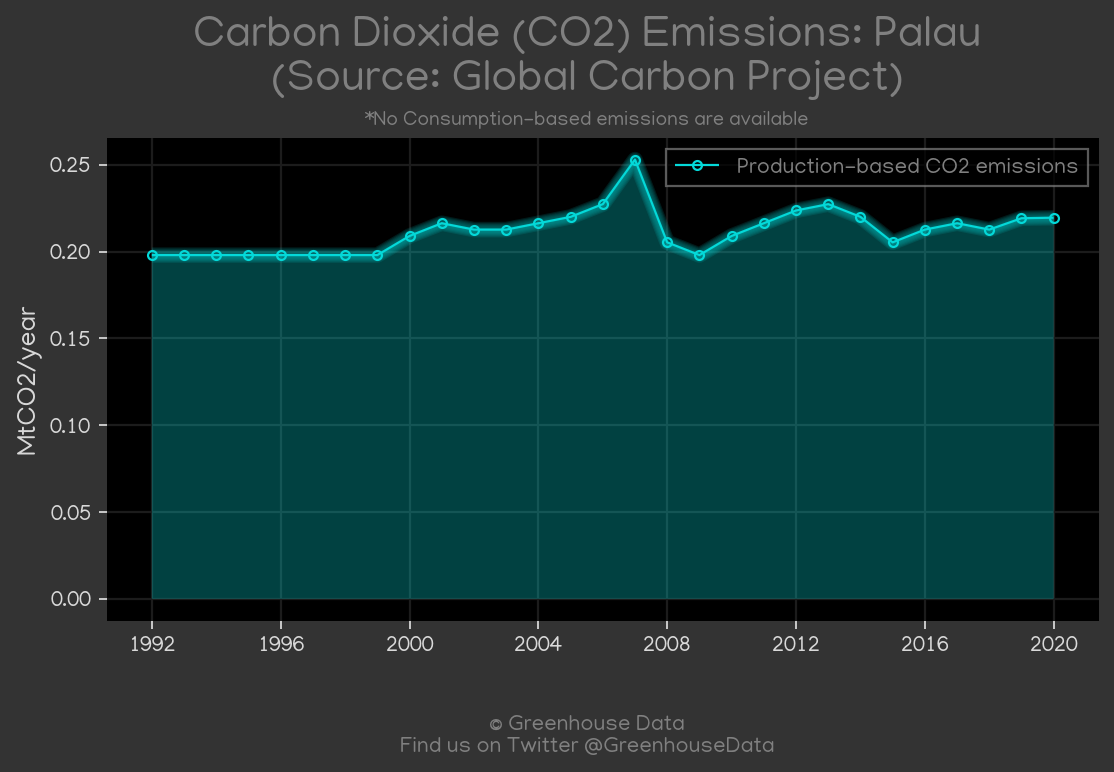 Carbon Dioxide (CO2) Emissions: Palau
(Source: Global Carbon Project)
*No Consumption-based emissions are available
Production-based CO2 emissions
MtCO2/year
0.25
0.20
0.15
0.10
0.05
0.00
1992 1996 2000 2004 2008 2012 2016 2020
© Greenhouse Data
Find us on Twitter @GreenhouseData